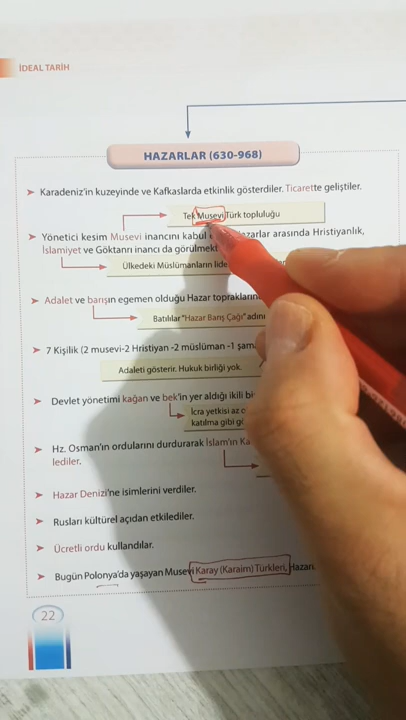 İDEAL TARİH
HAZARLAR (630-968)
➤ Karadeniz'in kuzeyinde ve Kafkaslarda etkinlik gösterdiler. Ticarette geliştiler.
Tek Musevi Türk topluluğu
➤ Yönetici kesim Musevi inancını kabul Hazarlar arasında Hristiyanlık,
İslamiyet ve Göktanrı inancı da görülmekt
Ülkedeki Müslümanların lide
➤ Adalet ve barışın egemen olduğu Hazar topraklarına
Batılılar "Hazar Barış Çağı" adını
➤ 7 Kişilik (2 musevi-2 Hristiyan -2 müslüman -1 şam
Adaleti gösterir. Hukuk birliği yok.
➤ Devlet yönetimi kağan ve bek'in yer aldığı ikili bi
İcra yetkisi az o
katılma gibi g
➤ Hz. Osman'ın ordularını durdurarak İslam'ın Ka
lediler.
➤ Hazar Denizi'ne isimlerini verdiler.
➤ Rusları kültürel açıdan etkilediler.
➤ Ücretli ordu kullandılar.
➤ Bugün Polonya'da yaşayan Musevi Karay (Karaim) Türkleri, Hazar
22